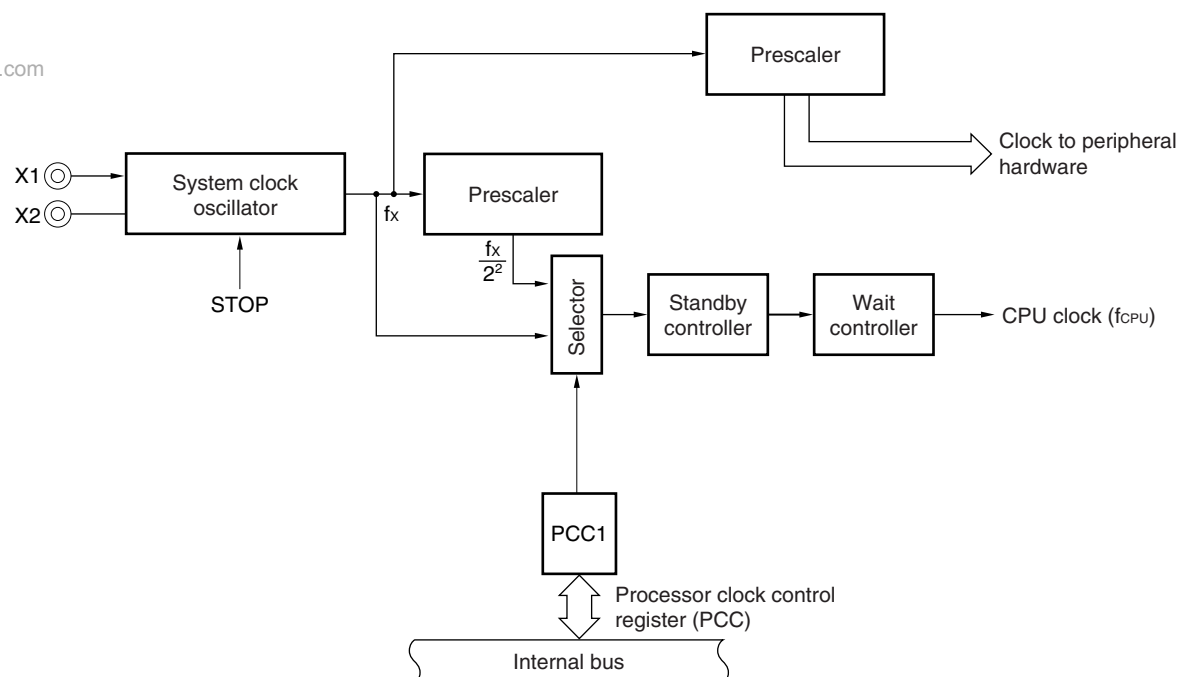 Prescaler
.com
Clock to peripheral
hardware
X1
X2
System clock
oscillator
fX
Prescaler
fX
2²
STOP
Selector
Standby
controller
Wait
controller
CPU clock (fCPU)
PCC1
Processor clock control
register (PCC)
Internal bus